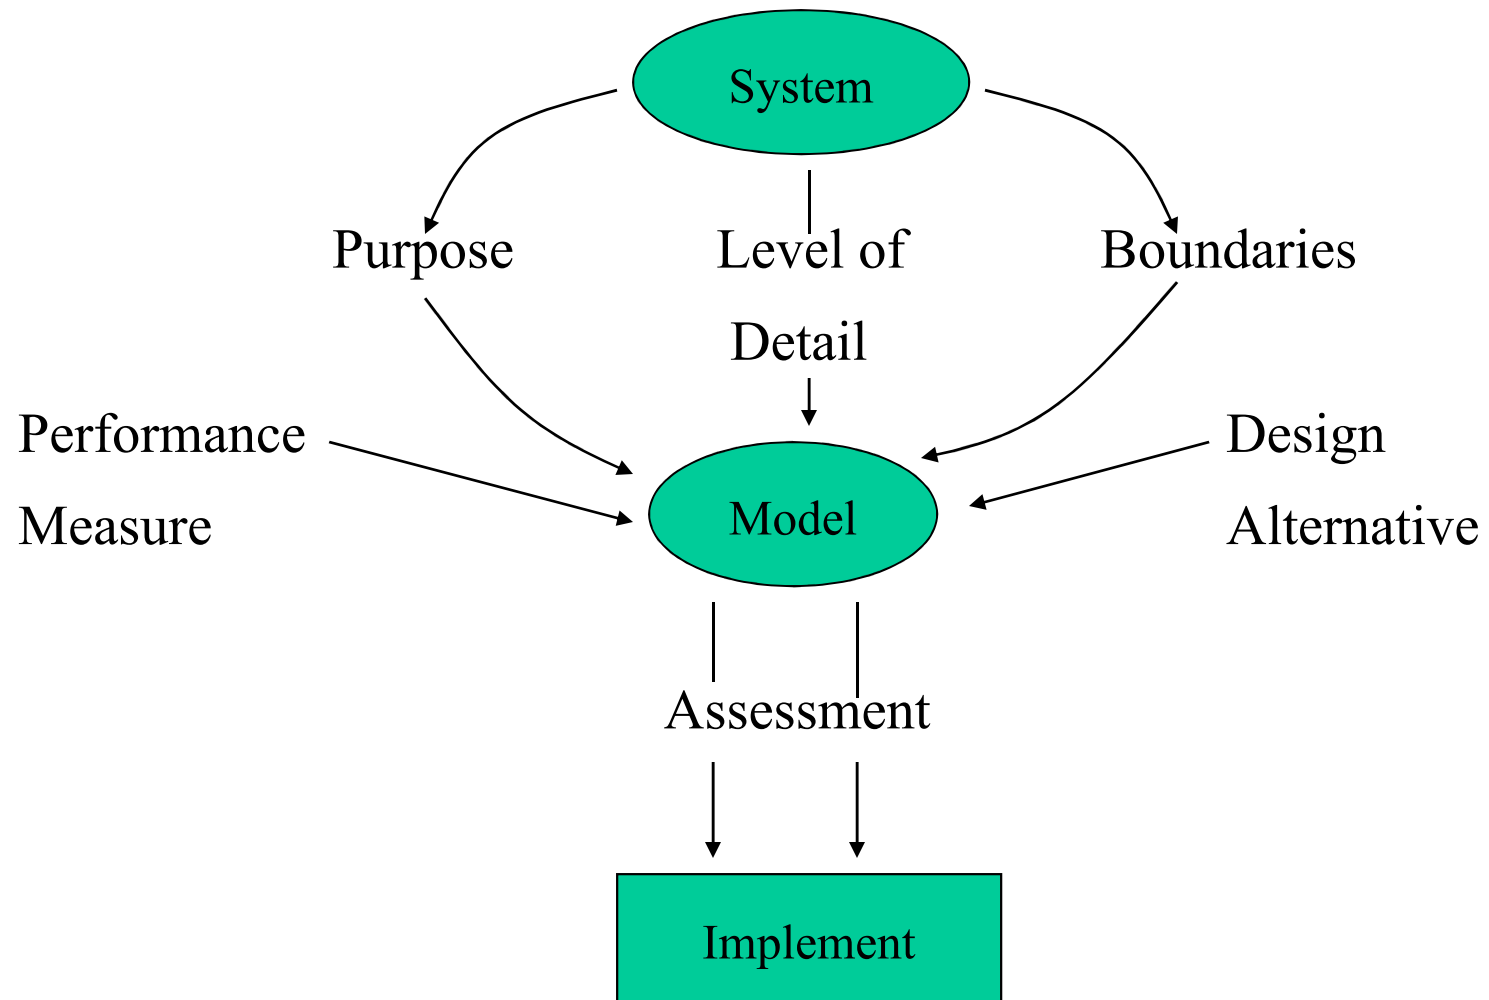 System
Purpose
Level of
Detail
Boundaries
Performance
Measure
Model
Design
Alternative
Assessment
Implement